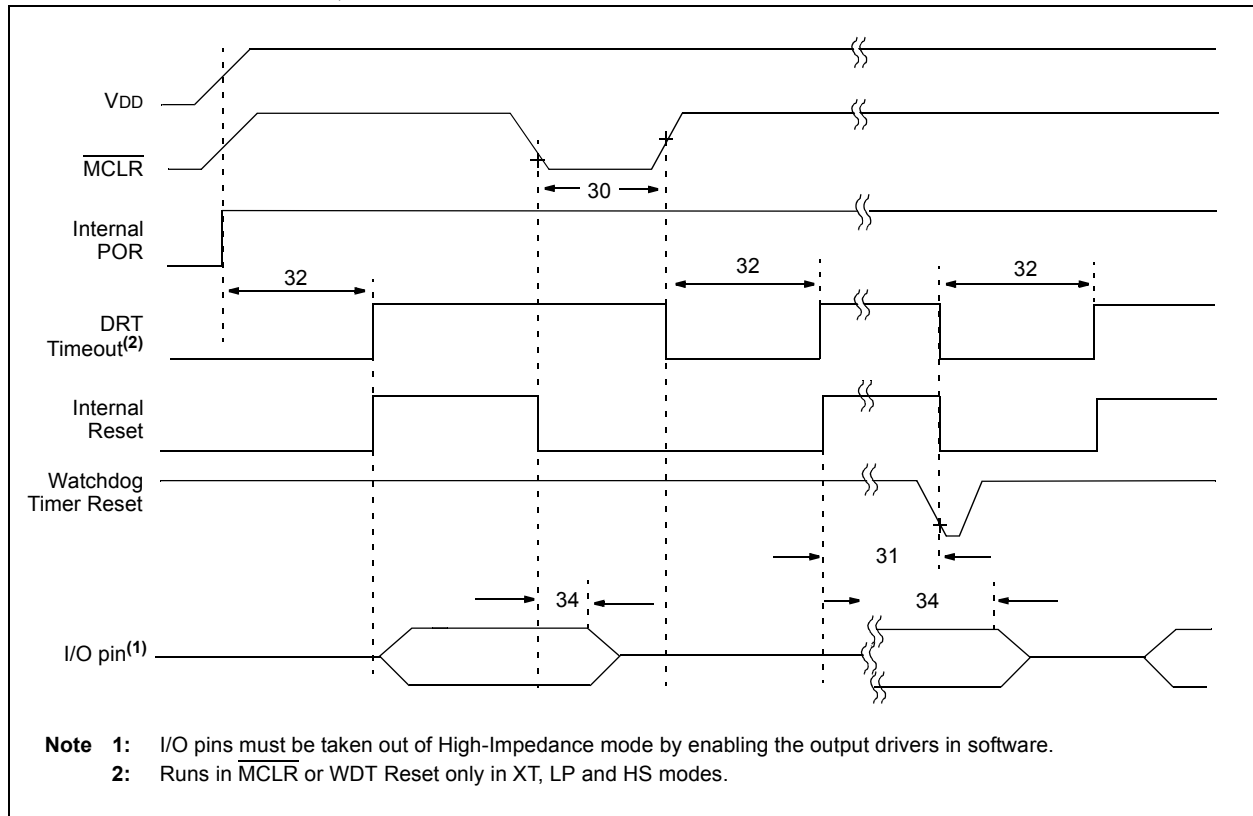 VDD
MCLR
30
Internal
POR
32
32
32
DRT
Timeout(2)
Internal
Reset
Watchdog
Timer Reset
31
34
34
I/O pin(1)
Note 1: I/O pins must be taken out of High-Impedance mode by enabling the output drivers in software.
2: Runs in MCLR or WDT Reset only in XT, LP and HS modes.